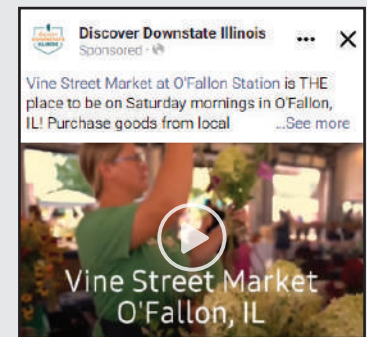 Discover Downstate Illinois
Sponsored ·
Vine Street Market at O'Fallon Station is THE
place to be on Saturday mornings in O'Fallon,
IL! Purchase goods from local ...See more
Vine Street Market
O'Fallon, IL